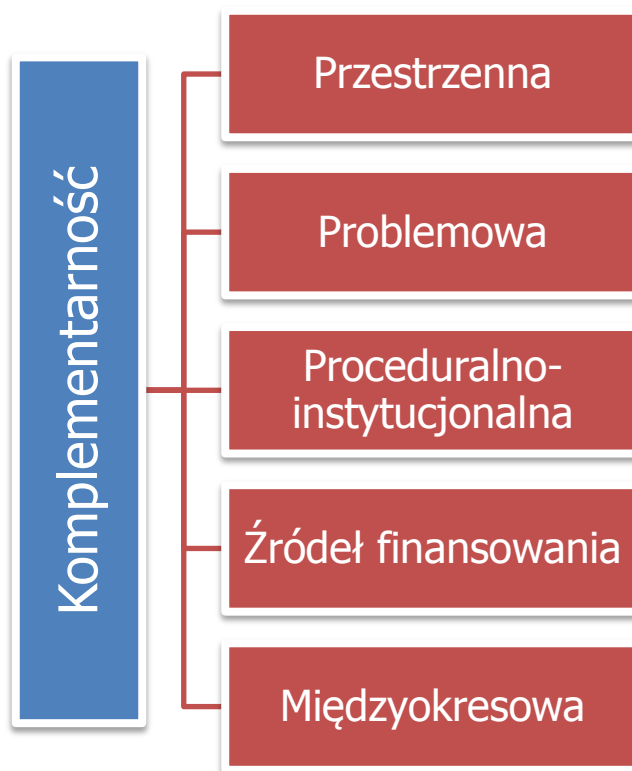 Komplementarność
Przestrzenna
Problemowa
Proceduralno-
instytucjonalna
Źródeł finansowania
Międzyokresowa